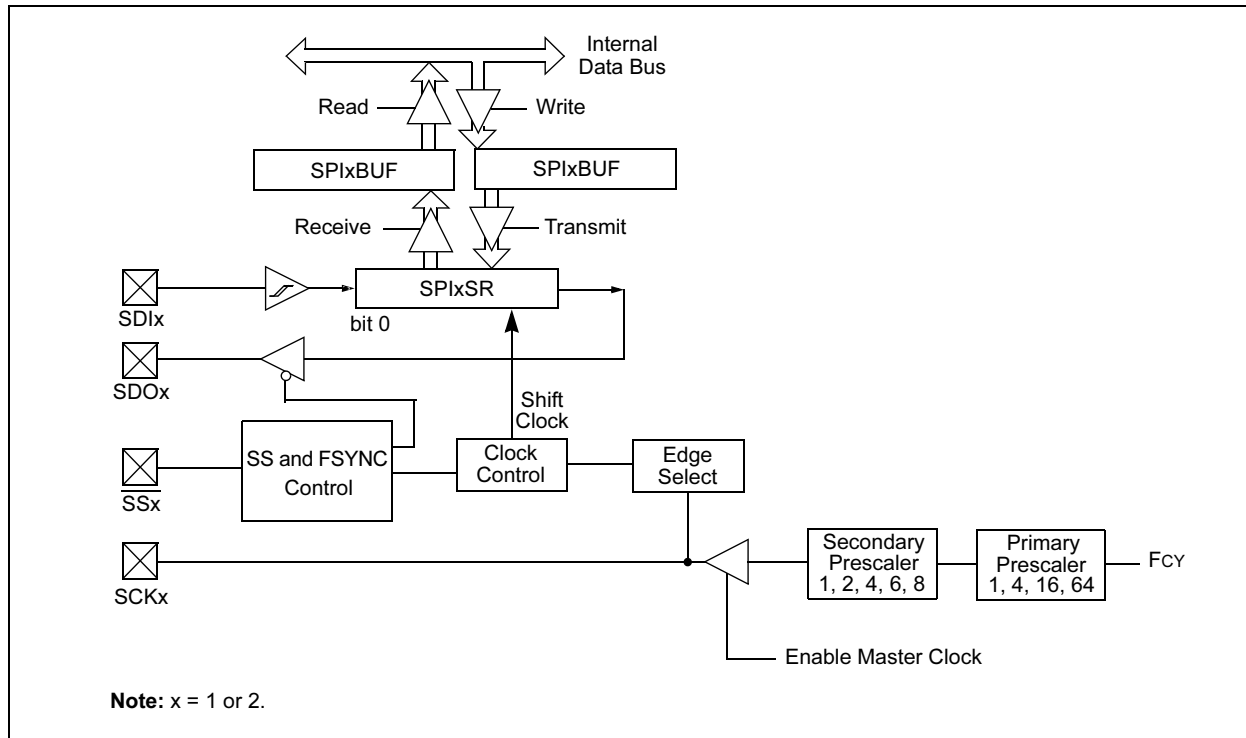 Internal
Data Bus
Read
Write
SPIxBUF
SPIxBUF
Receive
Transmit
SDIx
SPIxSR
bit 0
SDOx
Shift
Clock
SS and FSYNC
Control
Clock
Control
Edge
Select
SSx
SCKx
Secondary
Prescaler
1, 2, 4, 6, 8
Primary
Prescaler
1, 4, 16, 64
FCY
Enable Master Clock
Note: x = 1 or 2.